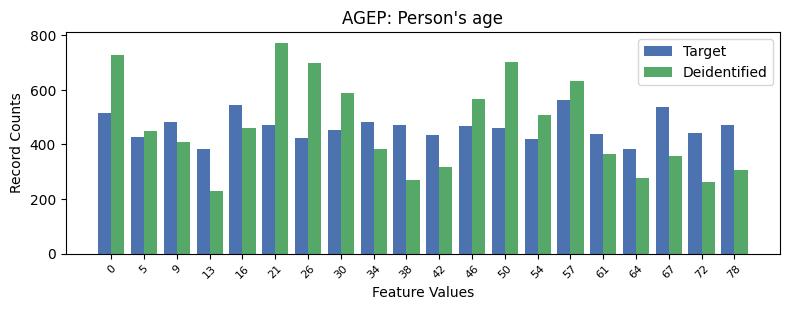 AGEP: Person's age
Target
Deidentified
Record Counts
800
600
400
200
0
0 5 9 13 16 21 26 30 34 38 42 46 50 54 57 61 64 67 72 78
Feature Values